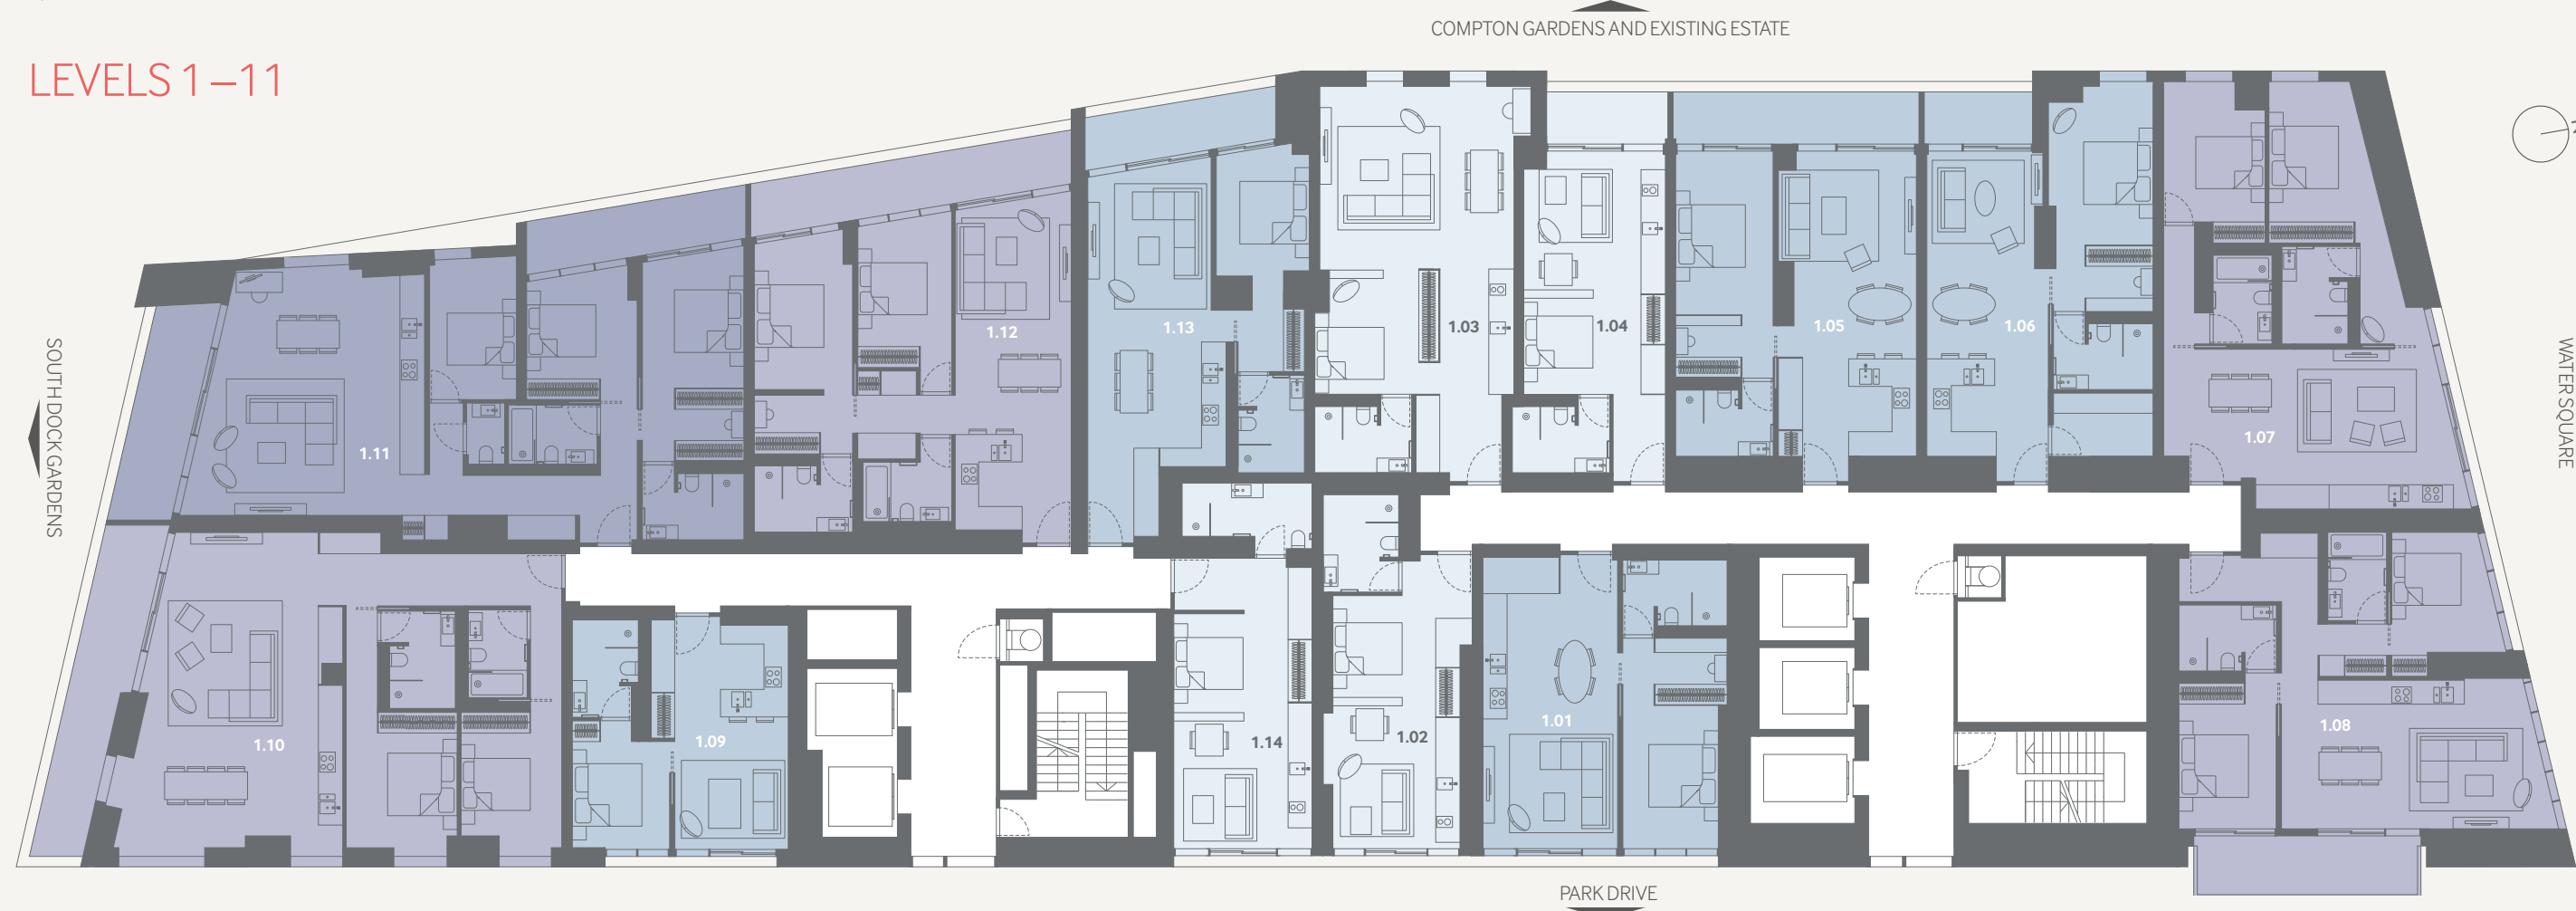 COMPTON GARDENS AND EXISTING ESTATE
LEVELS 1–11
SOUTH DOCK GARDENS
WATER SQUARE
1.03
1.04
1.05
1.06
1.13
1.12
1.07
1.11
1.01
1.08
1.02
1.14
1.09
1.10
PARK DRIVE